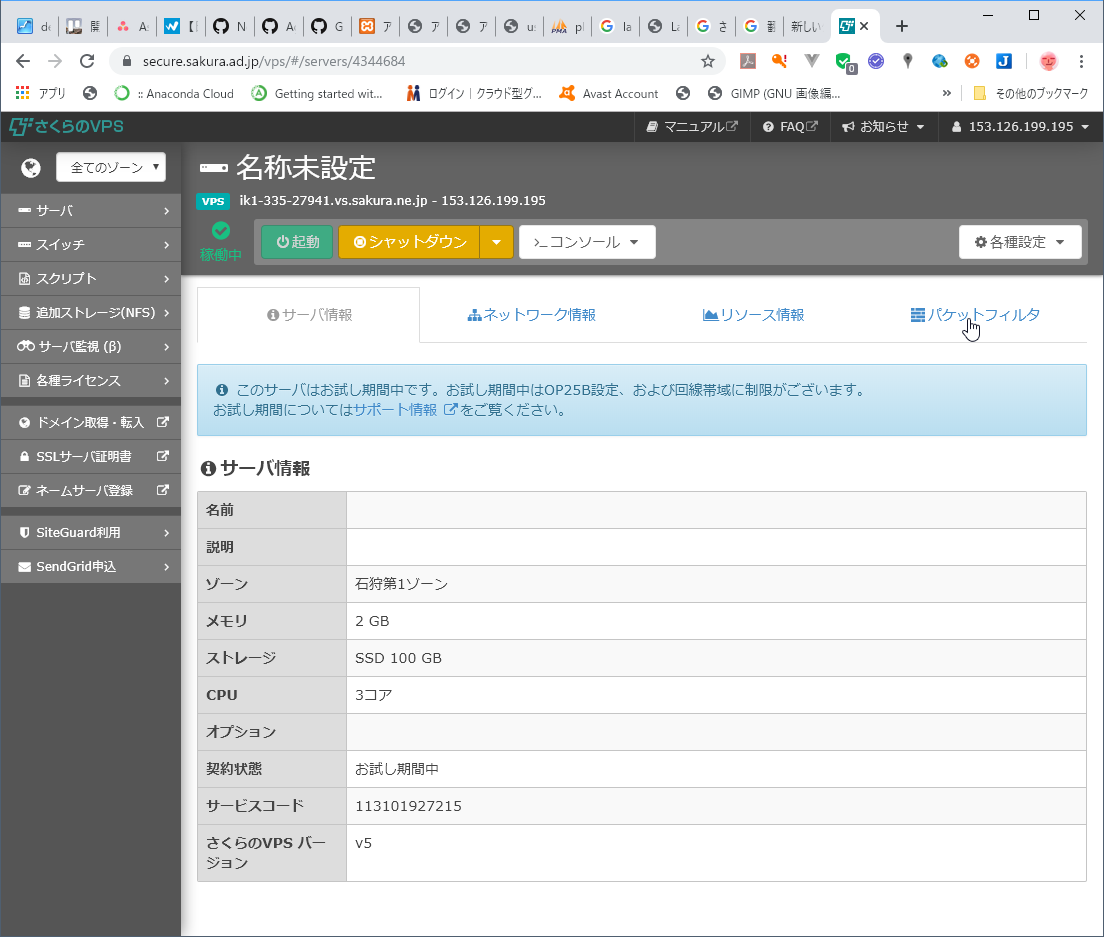 secure.sakura.ad.jp/vps/#/servers/4344684
アプリ
:: Anaconda Cloud
Getting started wit...
ログイン | クラウド型グ...
Avast Account
GIMP (GNU 画像編...
»
その他のブックマーク
さくらのVPS
マニュアル
FAQ
お知らせ
153.126.199.195
全てのゾーン
名称未設定
VPS ik1-335-27941.vs.sakura.ne.jp - 153.126.199.195
稼働中
起動
シャットダウン
コンソール
各種設定
サーバ
スイッチ
スクリプト
追加ストレージ(NFS)
サーバ監視 (β)
各種ライセンス
ドメイン取得・転入
SSLサーバ証明書
ネームサーバ登録
SiteGuard利用
SendGrid申込
サーバ情報
ネットワーク情報
リソース情報
パケットフィルタ
このサーバはお試し期間中です。お試し期間中はOP25B設定、および回線帯域に制限がございます。
お試し期間についてはサポート情報 をご覧ください。
サーバ情報
名前
説明
ゾーン 石狩第1ゾーン
メモリ 2 GB
ストレージ SSD 100 GB
CPU 3コア
オプション
契約状態 お試し期間中
サービスコード 113101927215
さくらのVPS バー v5
ジョン